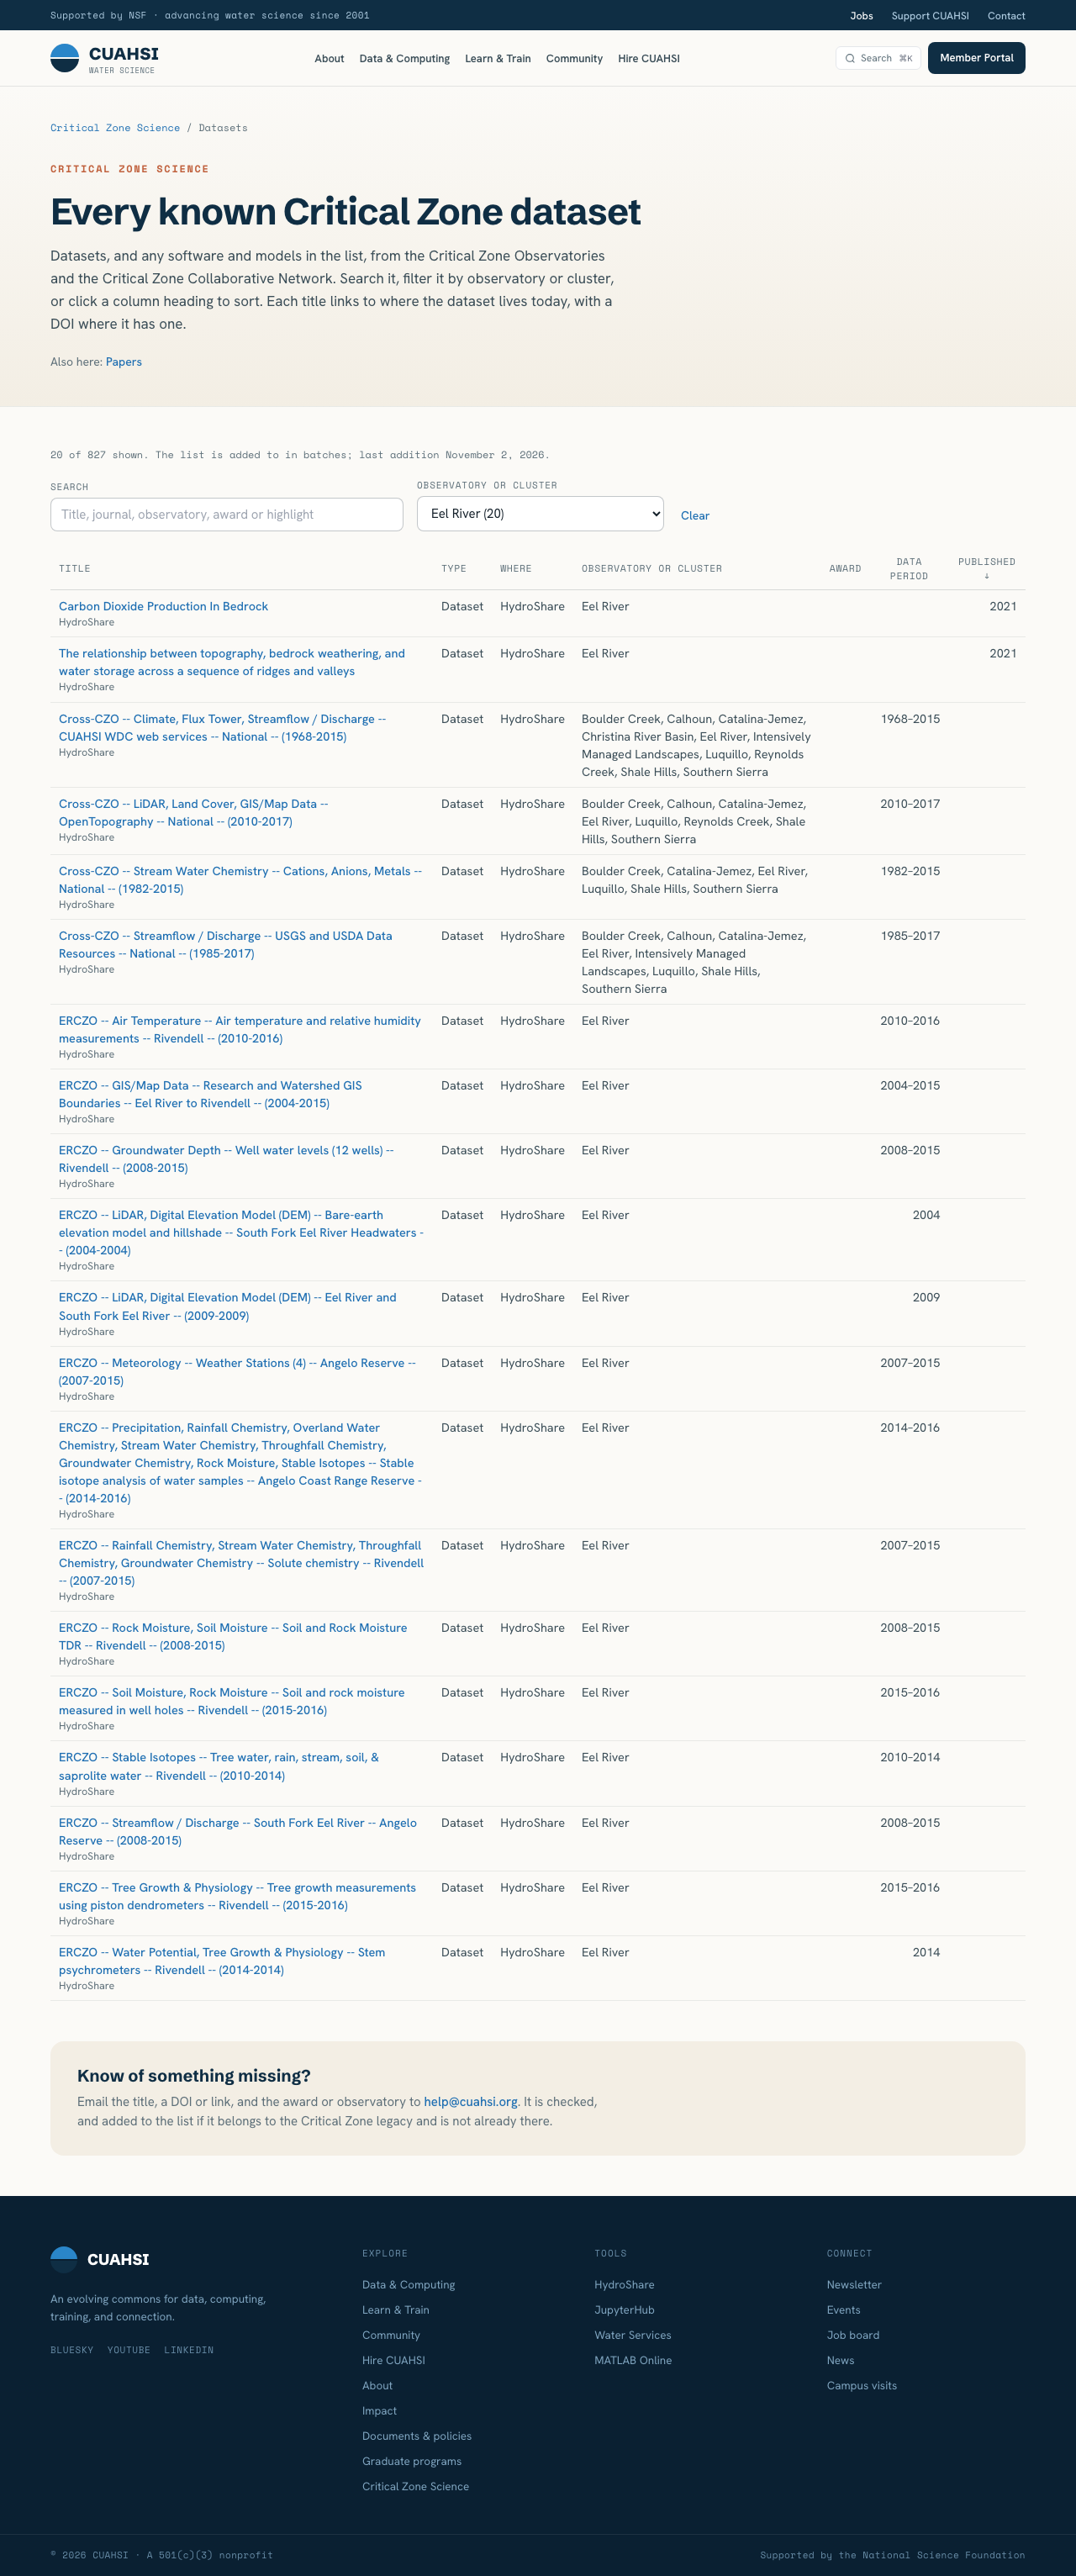 Supported by NSF · advancing water science since 2001
Jobs Support CUAHSI Contact
CUAHSI
WATER SCIENCE
About Data & Computing Learn & Train Community Hire CUAHSI
Search ⌘K
Member Portal
Critical Zone Science / Datasets
CRITICAL ZONE SCIENCE
Every known Critical Zone dataset
Datasets, and any software and models in the list, from the Critical Zone Observatories
and the Critical Zone Collaborative Network. Search it, filter it by observatory or cluster,
or click a column heading to sort. Each title links to where the dataset lives today, with a
DOI where it has one.
Also here: Papers
20 of 827 shown. The list is added to in batches; last addition November 2, 2026.
SEARCH
OBSERVATORY OR CLUSTER
Title, journal, observatory, award or highlight
Eel River (20)
Clear
TITLE TYPE WHERE OBSERVATORY OR CLUSTER AWARD DATA PERIOD PUBLISHED ↓
Carbon Dioxide Production In Bedrock Dataset HydroShare Eel River 2021
HydroShare
The relationship between topography, bedrock weathering, and Dataset HydroShare Eel River 2021
water storage across a sequence of ridges and valleys
HydroShare
Cross-CZO -- Climate, Flux Tower, Streamflow / Discharge -- Dataset HydroShare Boulder Creek, Calhoun, Catalina-Jemez, 1968–2015
CUAHSI WDC web services -- National -- (1968-2015) Christina River Basin, Eel River, Intensively
HydroShare Managed Landscapes, Luquillo, Reynolds
Creek, Shale Hills, Southern Sierra
Cross-CZO -- LiDAR, Land Cover, GIS/Map Data -- Dataset HydroShare Boulder Creek, Calhoun, Catalina-Jemez, 2010–2017
OpenTopography -- National -- (2010-2017) Eel River, Luquillo, Reynolds Creek, Shale
HydroShare Hills, Southern Sierra
Cross-CZO -- Stream Water Chemistry -- Cations, Anions, Metals -- Dataset HydroShare Boulder Creek, Catalina-Jemez, Eel River, 1982–2015
National -- (1982-2015) Luquillo, Shale Hills, Southern Sierra
HydroShare
Cross-CZO -- Streamflow / Discharge -- USGS and USDA Data Dataset HydroShare Boulder Creek, Calhoun, Catalina-Jemez, 1985–2017
Resources -- National -- (1985-2017) Eel River, Intensively Managed
HydroShare Landscapes, Luquillo, Shale Hills,
Southern Sierra
ERCZO -- Air Temperature -- Air temperature and relative humidity Dataset HydroShare Eel River 2010–2016
measurements -- Rivendell -- (2010-2016)
HydroShare
ERCZO -- GIS/Map Data -- Research and Watershed GIS Dataset HydroShare Eel River 2004–2015
Boundaries -- Eel River to Rivendell -- (2004-2015)
HydroShare
ERCZO -- Groundwater Depth -- Well water levels (12 wells) -- Dataset HydroShare Eel River 2008–2015
Rivendell -- (2008-2015)
HydroShare
ERCZO -- LiDAR, Digital Elevation Model (DEM) -- Bare-earth Dataset HydroShare Eel River 2004
elevation model and hillshade -- South Fork Eel River Headwaters -
- (2004-2004)
HydroShare
ERCZO -- LiDAR, Digital Elevation Model (DEM) -- Eel River and Dataset HydroShare Eel River 2009
South Fork Eel River -- (2009-2009)
HydroShare
ERCZO -- Meteorology -- Weather Stations (4) -- Angelo Reserve -- Dataset HydroShare Eel River 2007–2015
(2007-2015)
HydroShare
ERCZO -- Precipitation, Rainfall Chemistry, Overland Water Dataset HydroShare Eel River 2014–2016
Chemistry, Stream Water Chemistry, Throughfall Chemistry,
Groundwater Chemistry, Rock Moisture, Stable Isotopes -- Stable
isotope analysis of water samples -- Angelo Coast Range Reserve -
- (2014-2016)
HydroShare
ERCZO -- Rainfall Chemistry, Stream Water Chemistry, Throughfall Dataset HydroShare Eel River 2007–2015
Chemistry, Groundwater Chemistry -- Solute chemistry -- Rivendell
-- (2007-2015)
HydroShare
ERCZO -- Rock Moisture, Soil Moisture -- Soil and Rock Moisture Dataset HydroShare Eel River 2008–2015
TDR -- Rivendell -- (2008-2015)
HydroShare
ERCZO -- Soil Moisture, Rock Moisture -- Soil and rock moisture Dataset HydroShare Eel River 2015–2016
measured in well holes -- Rivendell -- (2015-2016)
HydroShare
ERCZO -- Stable Isotopes -- Tree water, rain, stream, soil, & Dataset HydroShare Eel River 2010–2014
saprolite water -- Rivendell -- (2010-2014)
HydroShare
ERCZO -- Streamflow / Discharge -- South Fork Eel River -- Angelo Dataset HydroShare Eel River 2008–2015
Reserve -- (2008-2015)
HydroShare
ERCZO -- Tree Growth & Physiology -- Tree growth measurements Dataset HydroShare Eel River 2015–2016
using piston dendrometers -- Rivendell -- (2015-2016)
HydroShare
ERCZO -- Water Potential, Tree Growth & Physiology -- Stem Dataset HydroShare Eel River 2014
psychrometers -- Rivendell -- (2014-2014)
HydroShare
Know of something missing?
Email the title, a DOI or link, and the award or observatory to help@cuahsi.org. It is checked,
and added to the list if it belongs to the Critical Zone legacy and is not already there.
CUAHSI
An evolving commons for data, computing,
training, and connection.
BLUESKY YOUTUBE LINKEDIN
EXPLORE
Data & Computing
Learn & Train
Community
Hire CUAHSI
About
Impact
Documents & policies
Graduate programs
Critical Zone Science
TOOLS
HydroShare
JupyterHub
Water Services
MATLAB Online
CONNECT
Newsletter
Events
Job board
News
Campus visits
© 2026 CUAHSI · A 501(c)(3) nonprofit
Supported by the National Science Foundation